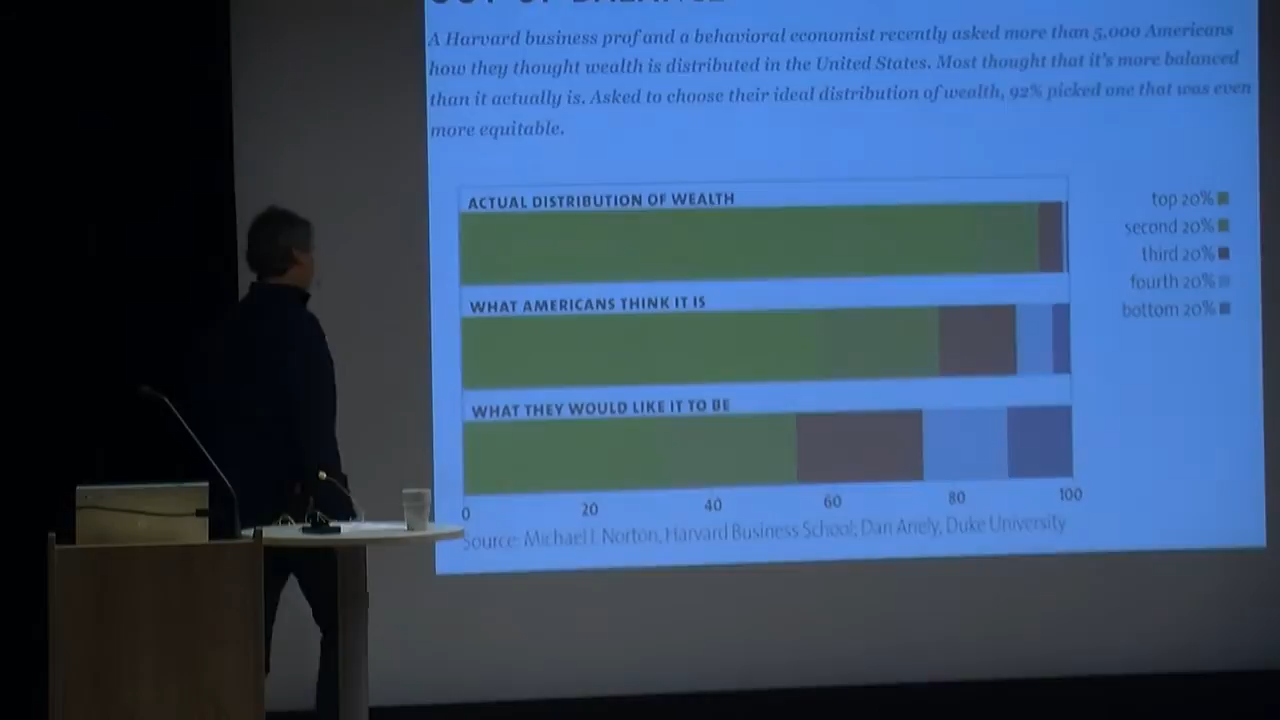 OUT OF BALANCE
A Harvard business prof and a behavioral economist recently asked more than 5,000 Americans
how they thought wealth is distributed in the United States. Most thought that it's more balanced
than it actually is. Asked to choose their ideal distribution of wealth, 92% picked one that was even
more equitable.
ACTUAL DISTRIBUTION OF WEALTH
top 20%
second 20%
third 20%
fourth 20%
bottom 20%
WHAT AMERICANS THINK IT IS
WHAT THEY WOULD LIKE IT TO BE
0 20 40 60 80 100
Source: Michael I. Norton, Harvard Business School; Dan Ariely, Duke University